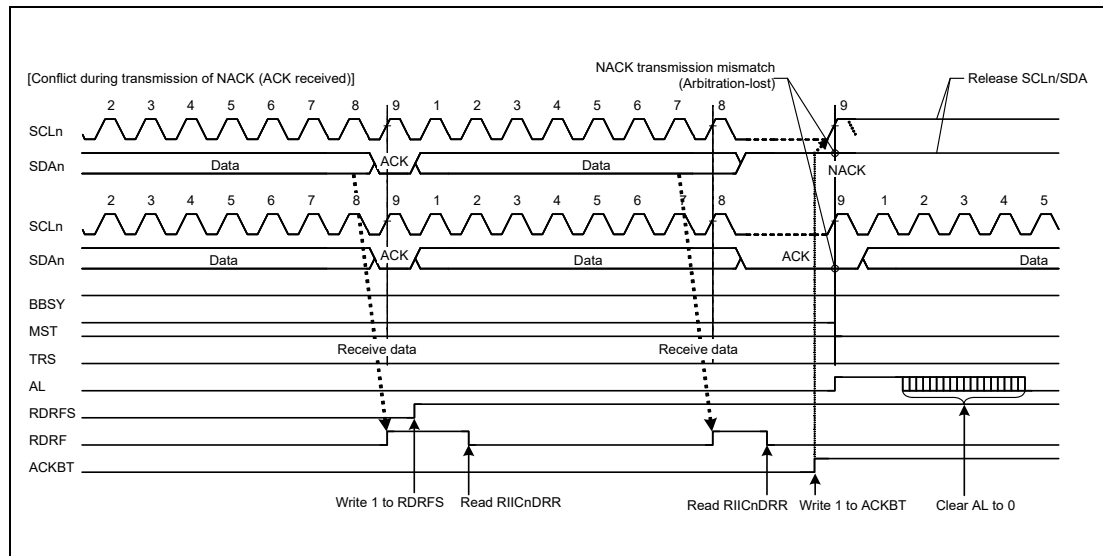 [Conflict during transmission of NACK (ACK received)]
NACK transmission mismatch
(Arbitration-lost)
Release SCLn/SDA
2 3 4 5 6 7 8 9 1 2 3 4 5 6 7 8 9
SCLn
SDAn Data ACK Data NACK
2 3 4 5 6 7 8 9 1 2 3 4 5 6 7 8 9 1 2 3 4 5
SCLn
SDAn Data ACK Data ACK Data
BBSY
MST
TRS
Receive data Receive data
AL
RDRFS
RDRF
ACKBT
Write 1 to RDRFS Read RIICnDRR Read RIICnDRR Write 1 to ACKBT Clear AL to 0